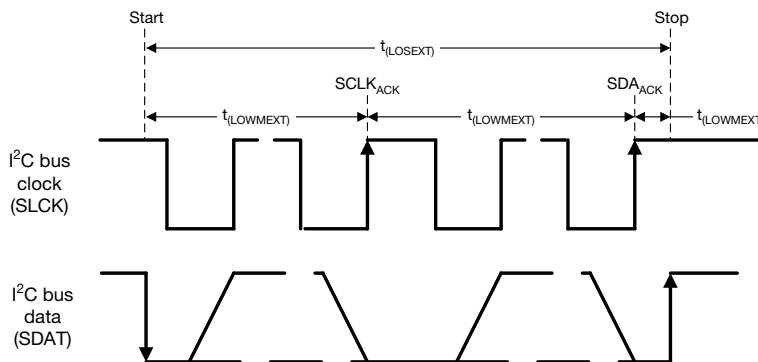 Start Stop
t(LOSEXT)
SCLKACK SDAACK
t(LOWMEXT) t(LOWMEXT) t(LOWMEXT)
I2C bus
clock
(SLCK)
I2C bus
data
(SDAT)